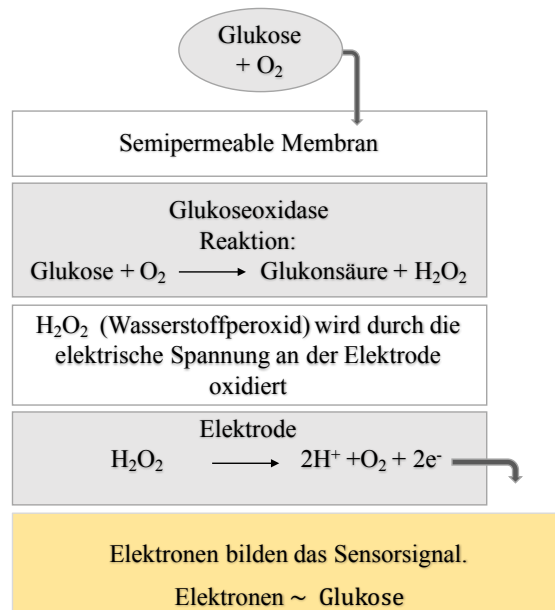 Glukose
+ O₂
Semipermeable Membran
Glukoseoxidase
Reaktion:
Glukose + O₂ ⟶ Glukonsäure + H₂O₂
H₂O₂ (Wasserstoffperoxid) wird durch die
elektrische Spannung an der Elektrode
oxidiert
Elektrode
H₂O₂ ⟶ 2H⁺ +O₂ + 2e⁻
Elektronen bilden das Sensorsignal.
Elektronen ~ Glukose